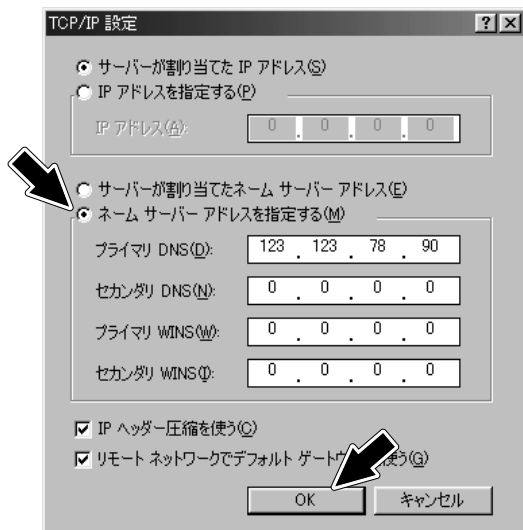 TCP/IP 設定
サーバーが割り当てた IP アドレス(S)
IP アドレスを指定する(P)
IP アドレス(A): 0 . 0 . 0 . 0
サーバーが割り当てたネーム サーバー アドレス(E)
ネーム サーバー アドレスを指定する(M)
プライマリ DNS(D): 123 . 123 . 78 . 90
セカンダリ DNS(N): 0 . 0 . 0 . 0
プライマリ WINS(W): 0 . 0 . 0 . 0
セカンダリ WINS(I): 0 . 0 . 0 . 0
IP ヘッダー圧縮を使う(C)
リモート ネットワークでデフォルト ゲート 使う(G)
OK キャンセル